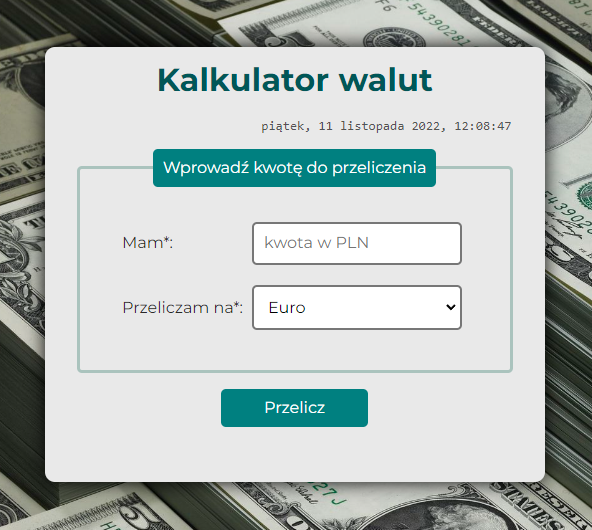 Kalkulator walut
piątek, 11 listopada 2022, 12:08:47
Wprowadź kwotę do przeliczenia
Mam*:
kwota w PLN
Przeliczam na*:
Euro
Przelicz